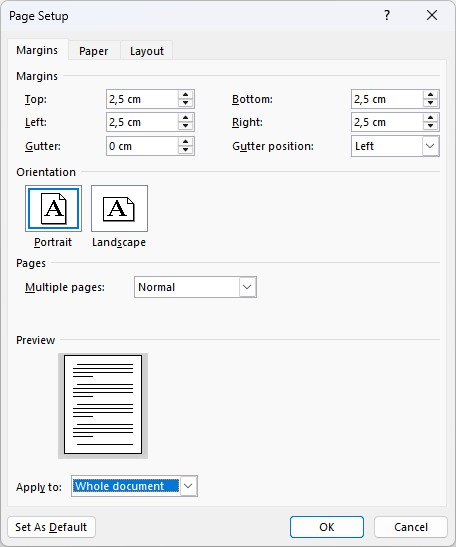 Page Setup ?
Margins Paper Layout
Margins
Top: 2,5 cm Bottom: 2,5 cm
Left: 2,5 cm Right: 2,5 cm
Gutter: 0 cm Gutter position: Left
Orientation
A A
Portrait Landscape
Pages
Multiple pages: Normal
Preview
Apply to: Whole document
Set As Default OK Cancel